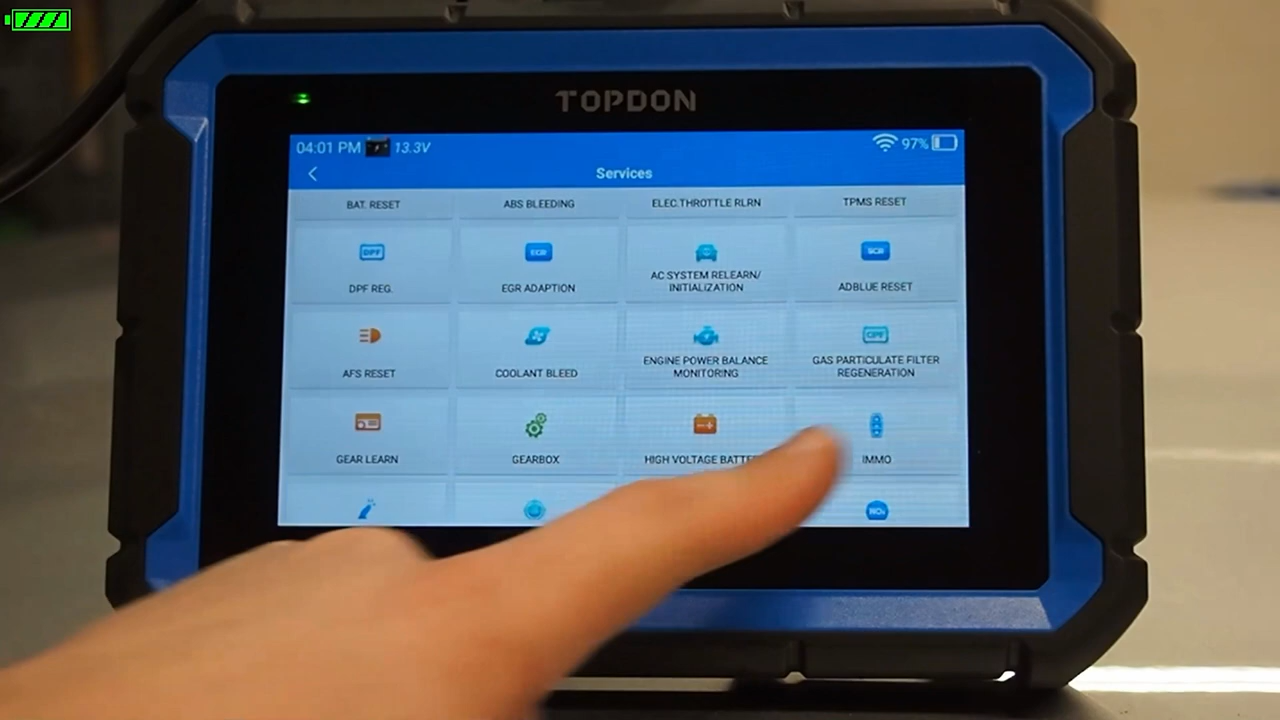 TOPDON
04:01 PM 13.3V 97%
Services
BAT. RESET
ABS BLEEDING
ELEC.THROTTLE RLRN
TPMS RESET
DPF
DPF REG.
EGR
EGR ADAPTION
AC SYSTEM RELEARN/
INITIALIZATION
SCR
ADBLUE RESET
AFS RESET
COOLANT BLEED
ENGINE POWER BALANCE
MONITORING
GPF
GAS PARTICULATE FILTER
REGENERATION
GEAR LEARN
GEARBOX
HIGH VOLTAGE
IMMO
NOx